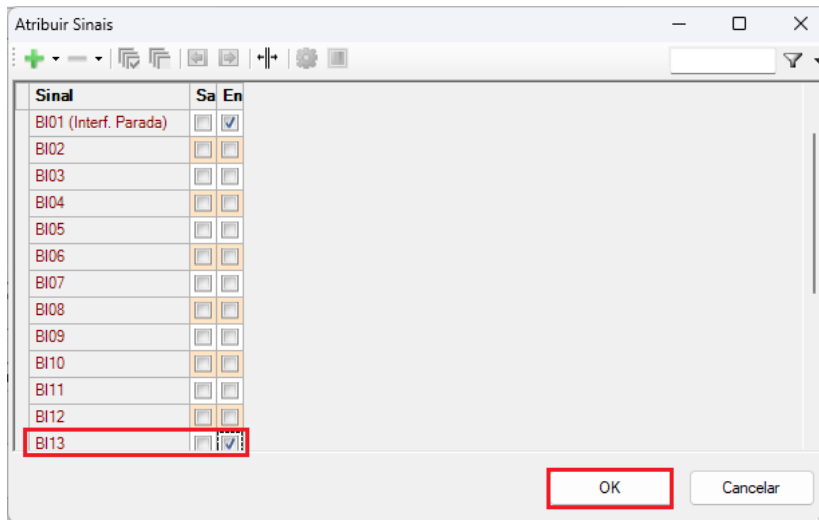 Atribuir Sinais
Sinal Sa En
BI01 (Interf. Parada)
BI02
BI03
BI04
BI05
BI06
BI07
BI08
BI09
BI10
BI11
BI12
BI13
OK Cancelar